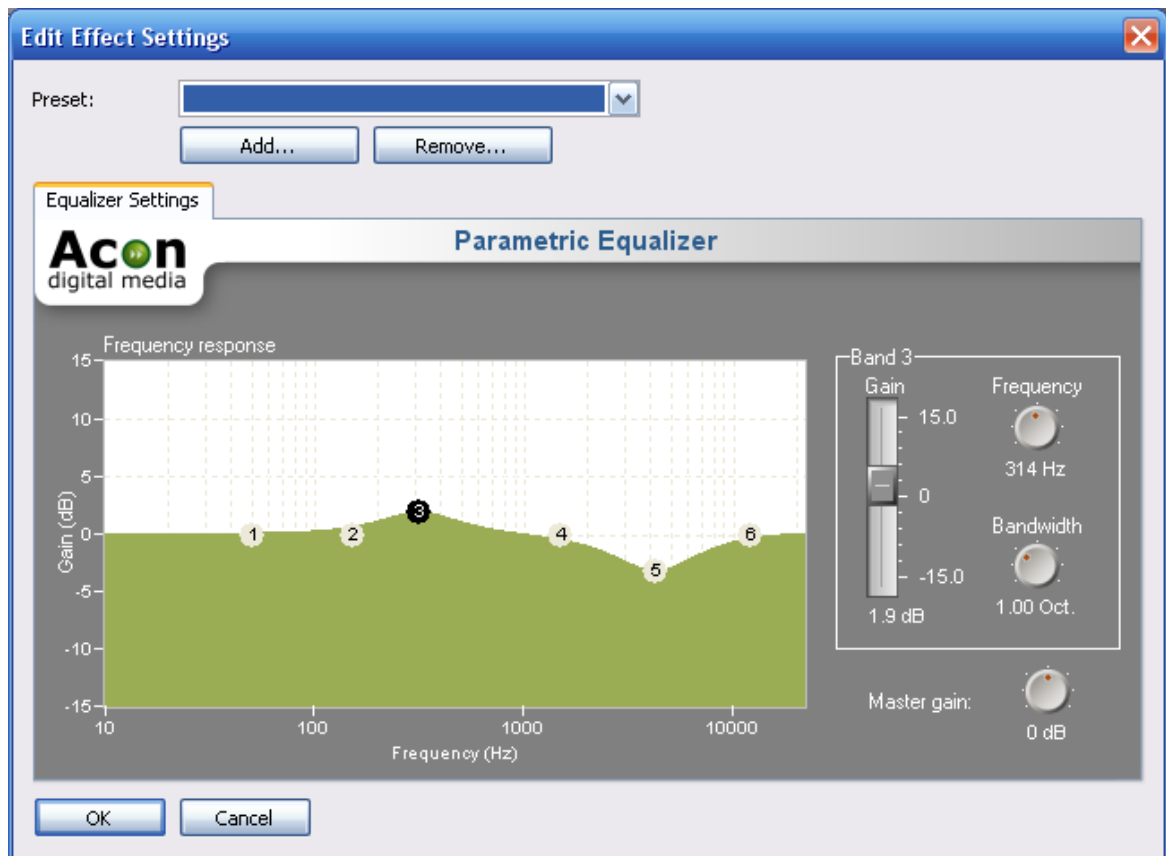 Edit Effect Settings
Preset:
Add... Remove...
Equalizer Settings
Acon
digital media
Parametric Equalizer
Frequency response
15
10
5
0
-5
-10
-15
Gain (dB)
1 2 3 4 5 6
10 100 1000 10000
Frequency (Hz)
Band 3
Gain Frequency
15.0
0
-15.0
1.9 dB
314 Hz
Bandwidth
1.00 Oct.
Master gain:
0 dB
OK Cancel